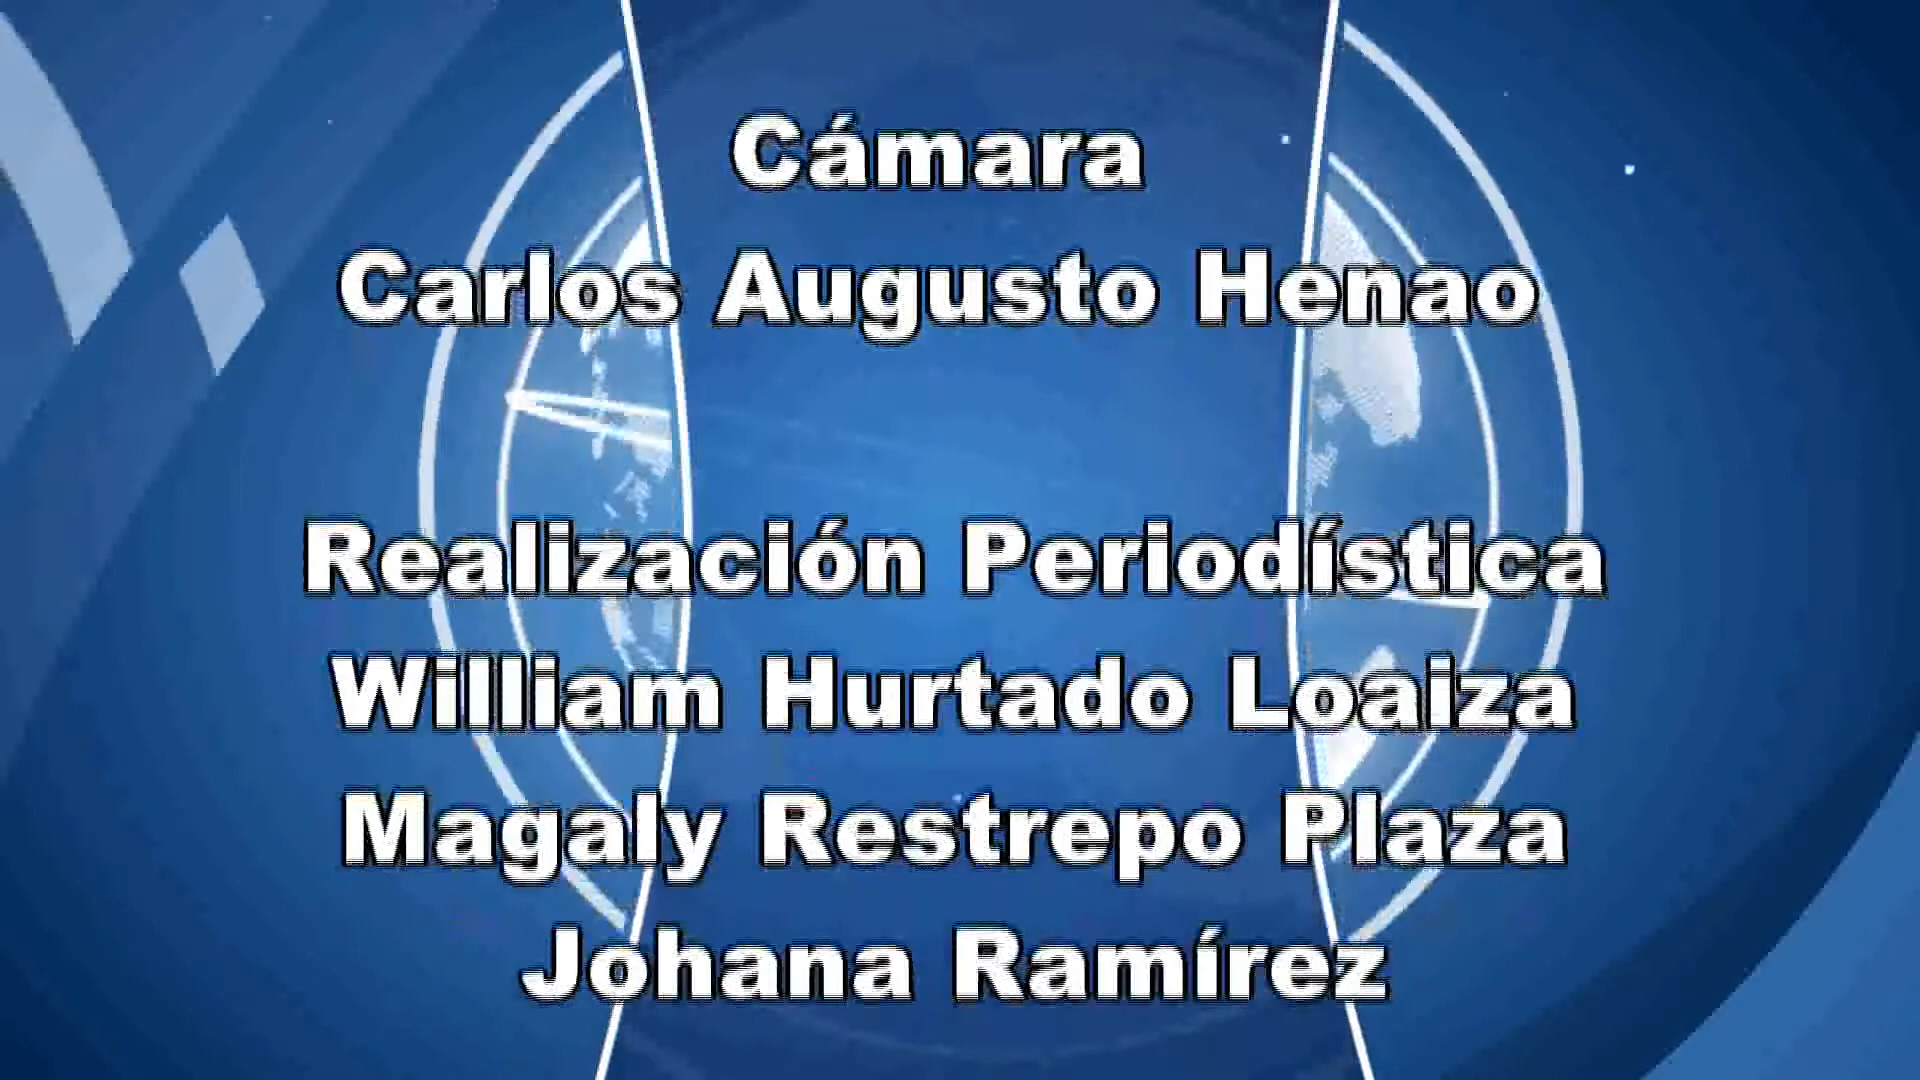 Cámara
Carlos Augusto Henao
Realización Periodística
William Hurtado Loaiza
Magaly Restrepo Plaza
Johana Ramírez